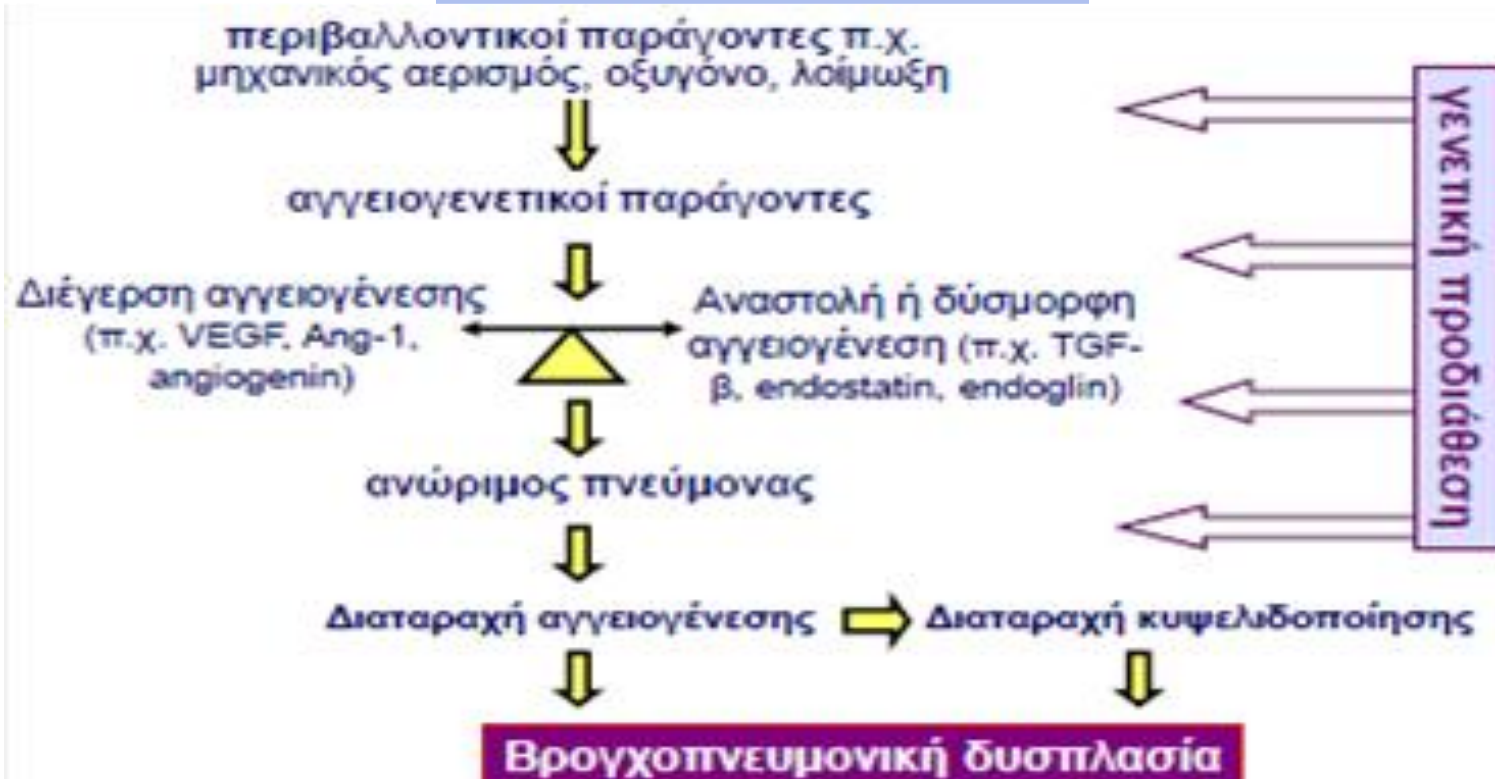 περιβαλλοντικοί παράγοντες π.χ.
μηχανικός αερισμός, οξυγόνο, λοίμωξη
αγγειογενετικοί παράγοντες
Διέγερση αγγειογένεσης
(π.χ. VEGF, Ang-1,
angiogenin)
Αναστολή ή δύσμορφη
αγγειογένεση (π.χ. TGF-
β, endostatin, endoglin)
ανώριμος πνεύμονας
Διαταραχή αγγειογένεσης
Διαταραχή κυψελιδοποίησης
Βρογχοπνευμονική δυσπλασία
γενετική προδιάθεση